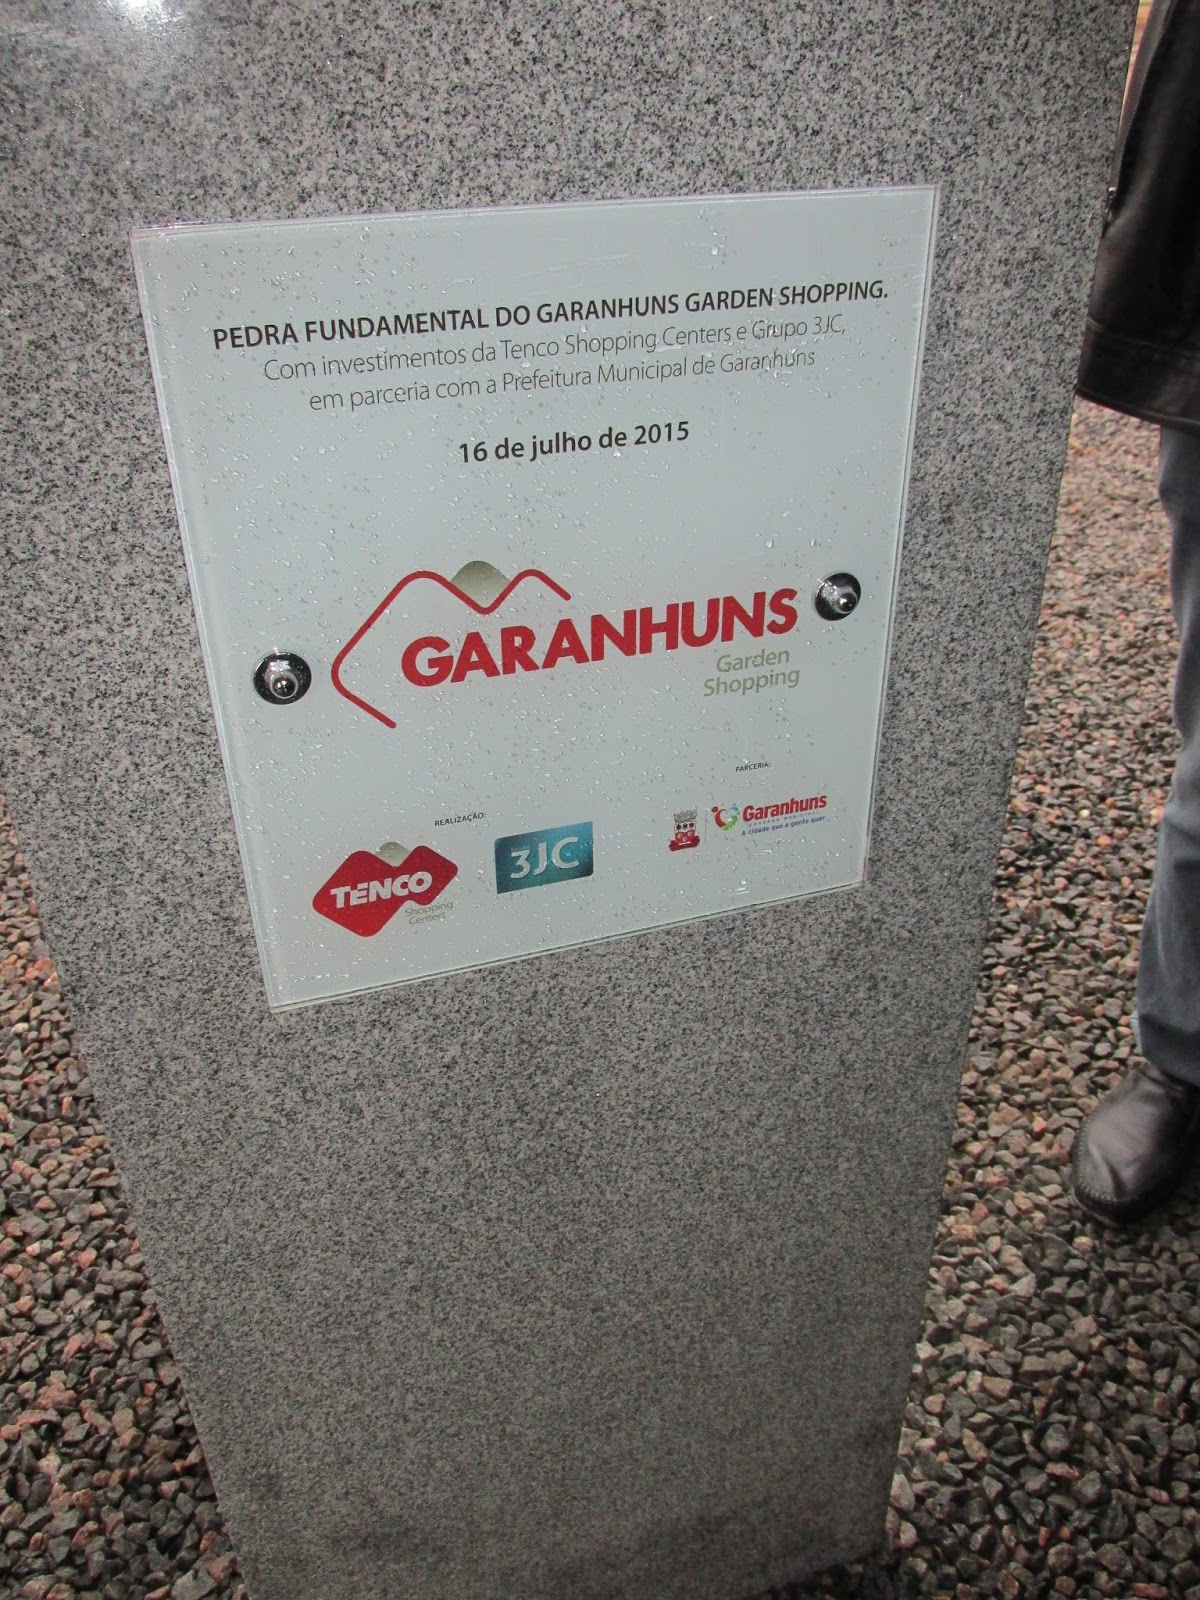 PEDRA FUNDAMENTAL DO GARANHUNS GARDEN SHOPPING.
Com investimentos da Tenco Shopping Centers e Grupo 3JC,
em parceria com a Prefeitura Municipal de Garanhuns
16 de julho de 2015
GARANHUNS
Garden
Shopping
REALIZAÇÃO:
TENCO
Shopping
Centers
3JC
PARCERIA:
Garanhuns
GOVERNO MUNICIPAL
A cidade que a gente quer